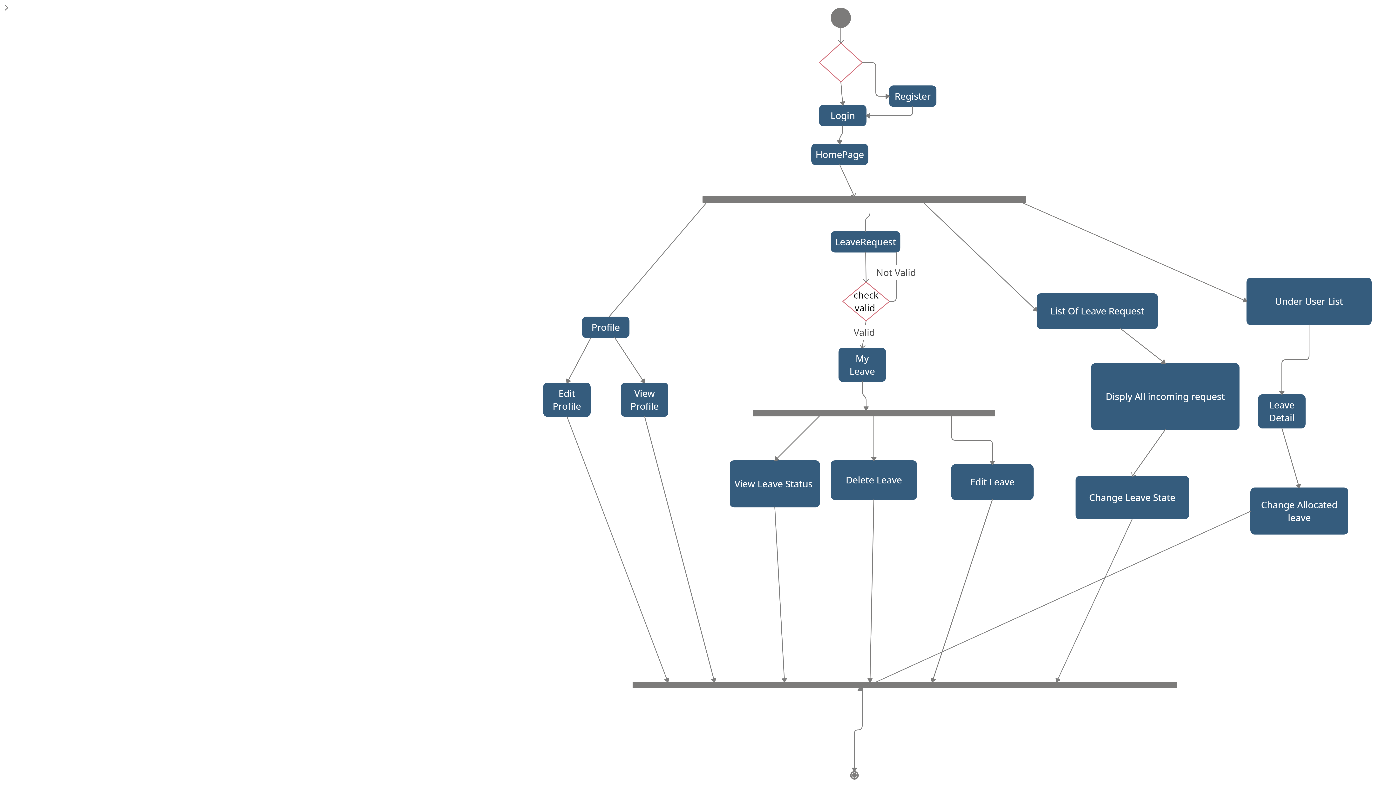 Register
Login
HomePage
LeaveRequest
Not Valid
check
valid
Valid
My
Leave
Profile
Edit
Profile
View
Profile
View Leave Status
Delete Leave
Edit Leave
List Of Leave Request
Disply All incoming request
Change Leave State
Under User List
Leave
Detail
Change Allocated
leave